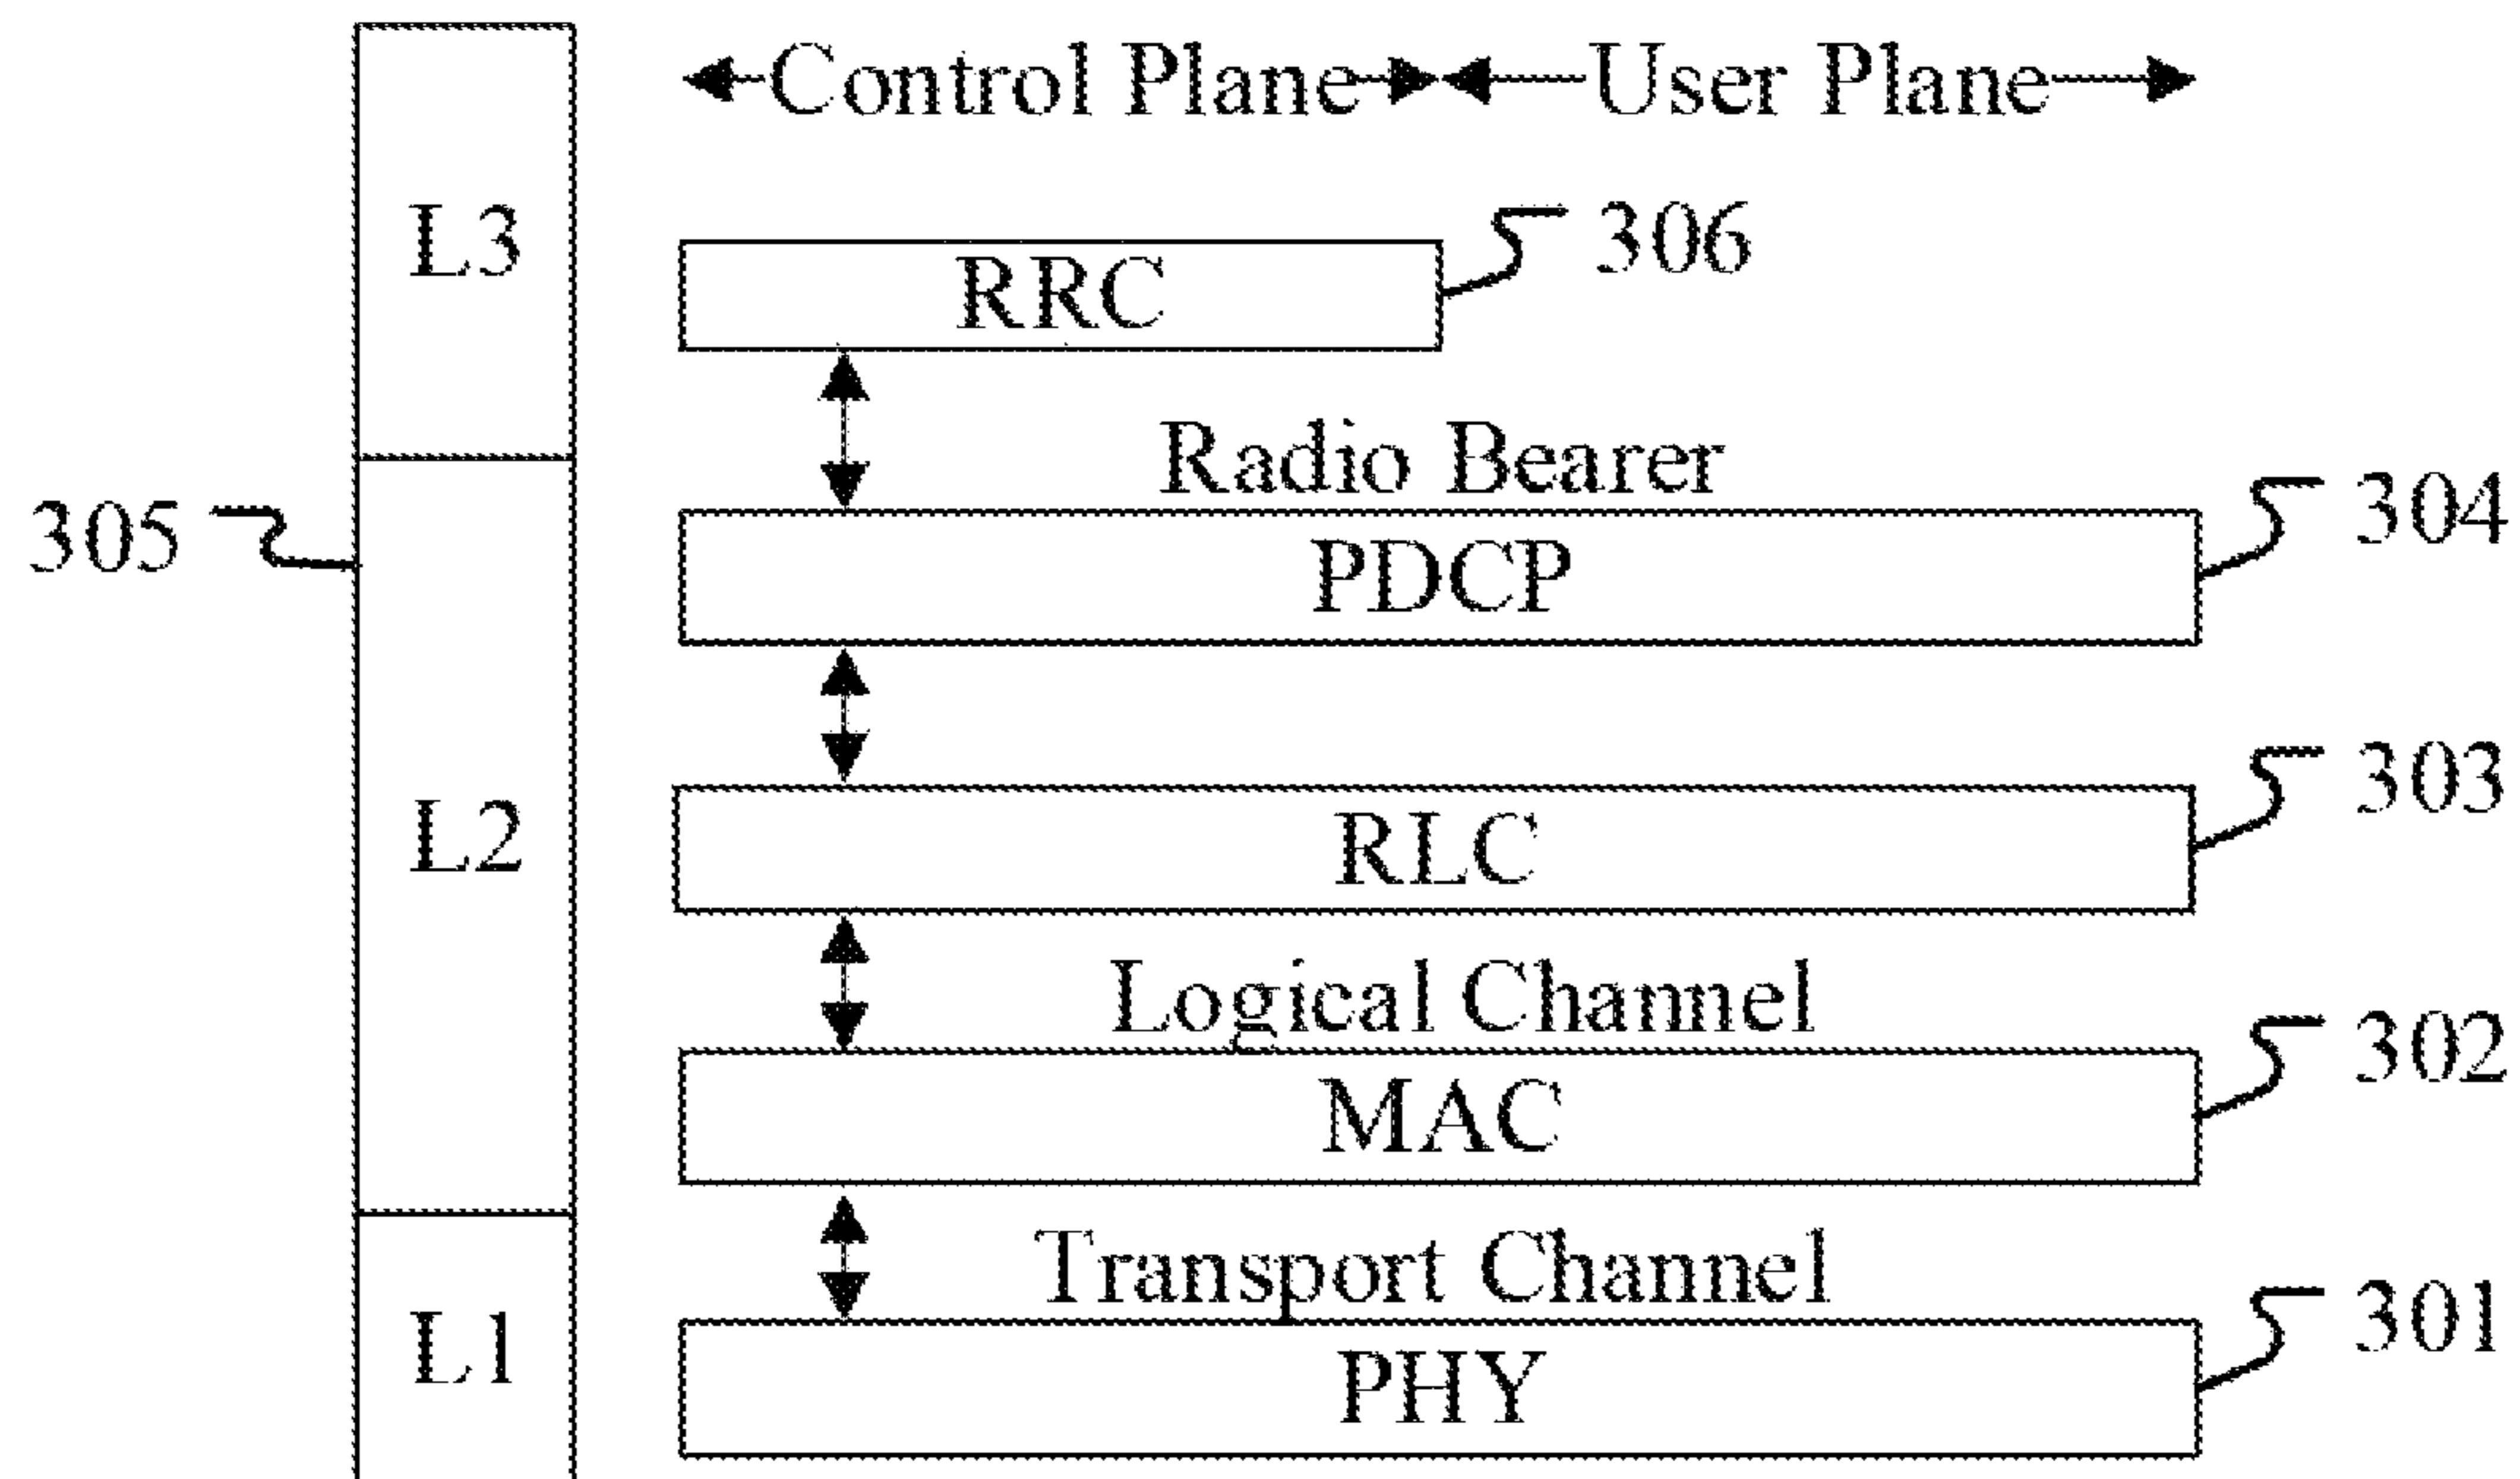 Control Plane User Plane
L3
RRC 306
Radio Bearer
305
PDCP 304
L2
RLC 303
Logical Channel
MAC 302
Transport Channel
L1
PHY 301